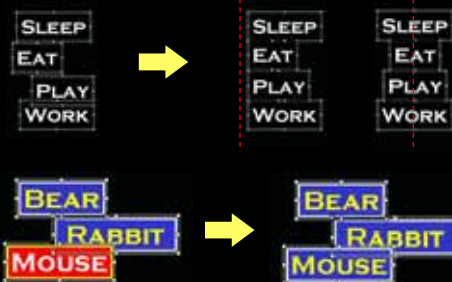 SLEEP SLEEP SLEEP
EAT EAT EAT
PLAY PLAY PLAY
WORK WORK WORK
BEAR BEAR
RABBIT RABBIT
MOUSE MOUSE